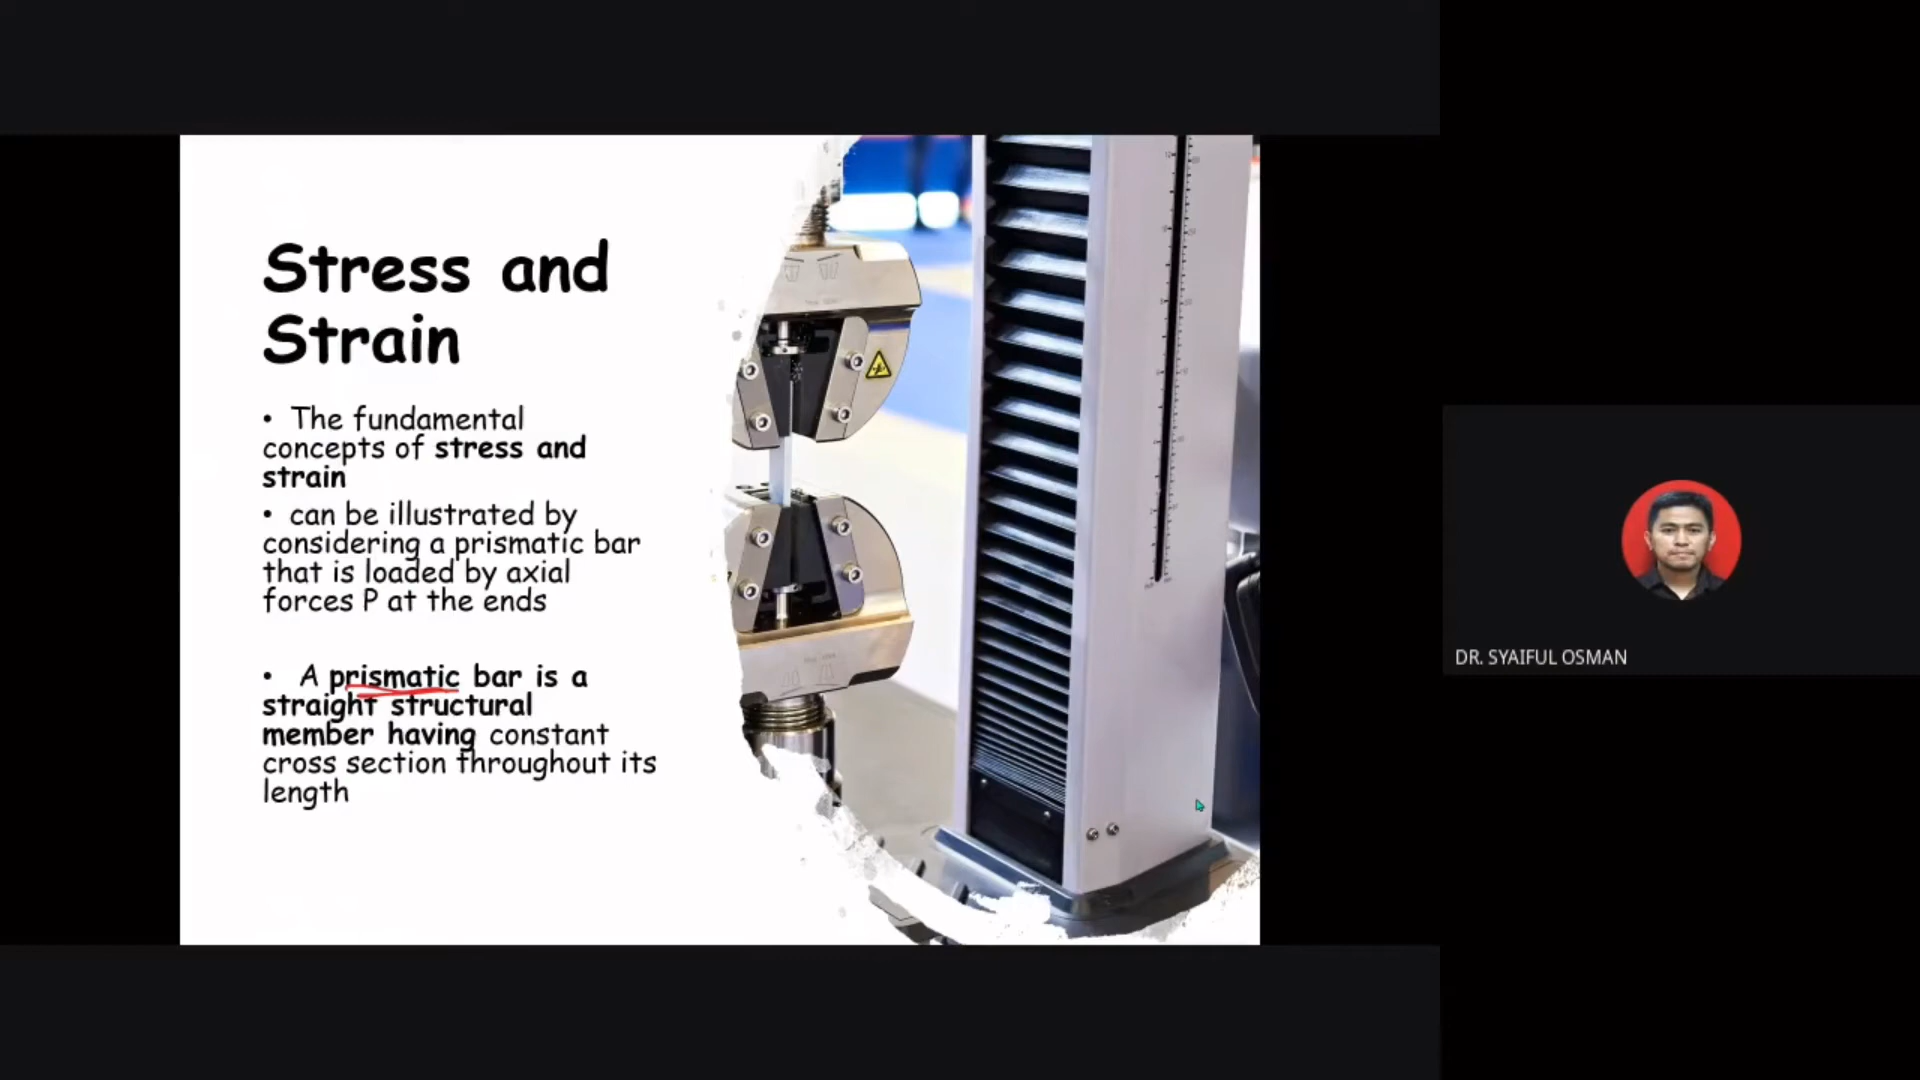 Stress and
Strain
• The fundamental
concepts of stress and
strain
• can be illustrated by
considering a prismatic bar
that is loaded by axial
forces P at the ends
• A prismatic bar is a
straight structural
member having constant
cross section throughout its
length
DR. SYAIFUL OSMAN